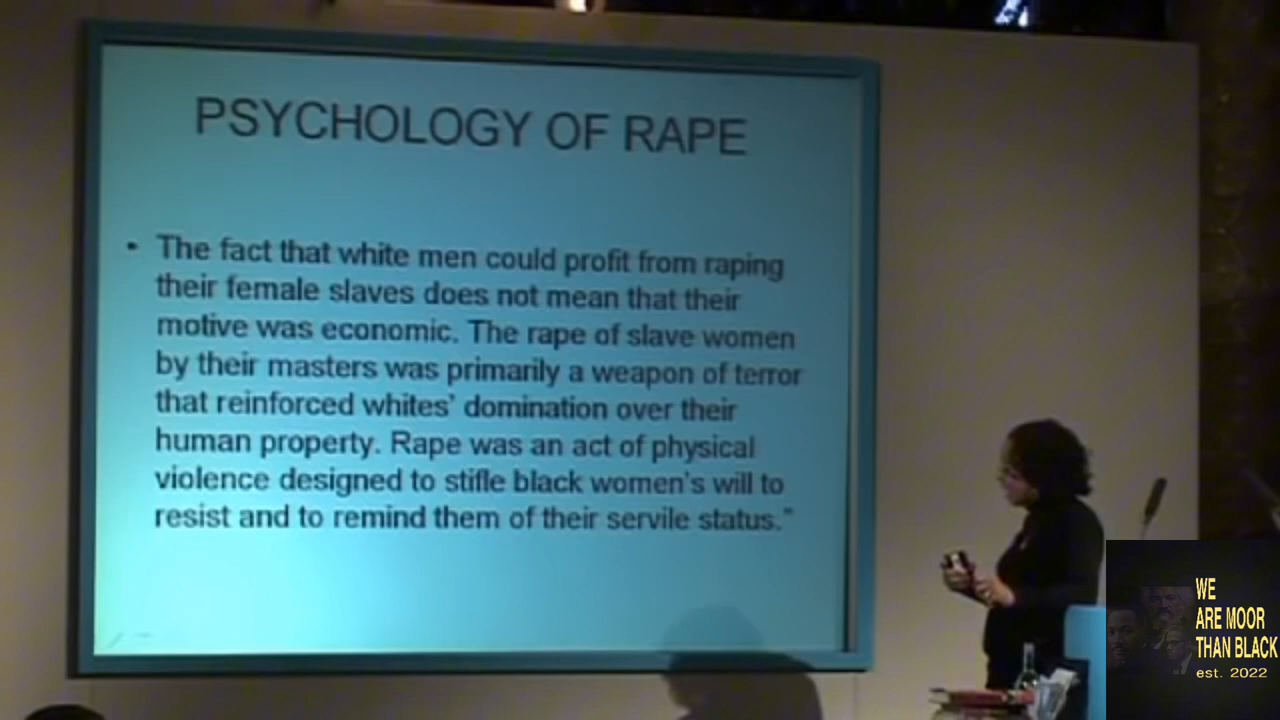 PSYCHOLOGY OF RAPE
• The fact that white men could profit from raping
their female slaves does not mean that their
motive was economic. The rape of slave women
by their masters was primarily a weapon of terror
that reinforced whites' domination over their
human property. Rape was an act of physical
violence designed to stifle black women's will to
resist and to remind them of their servile status."
WE
ARE MOOR
THAN BLACK
est. 2022